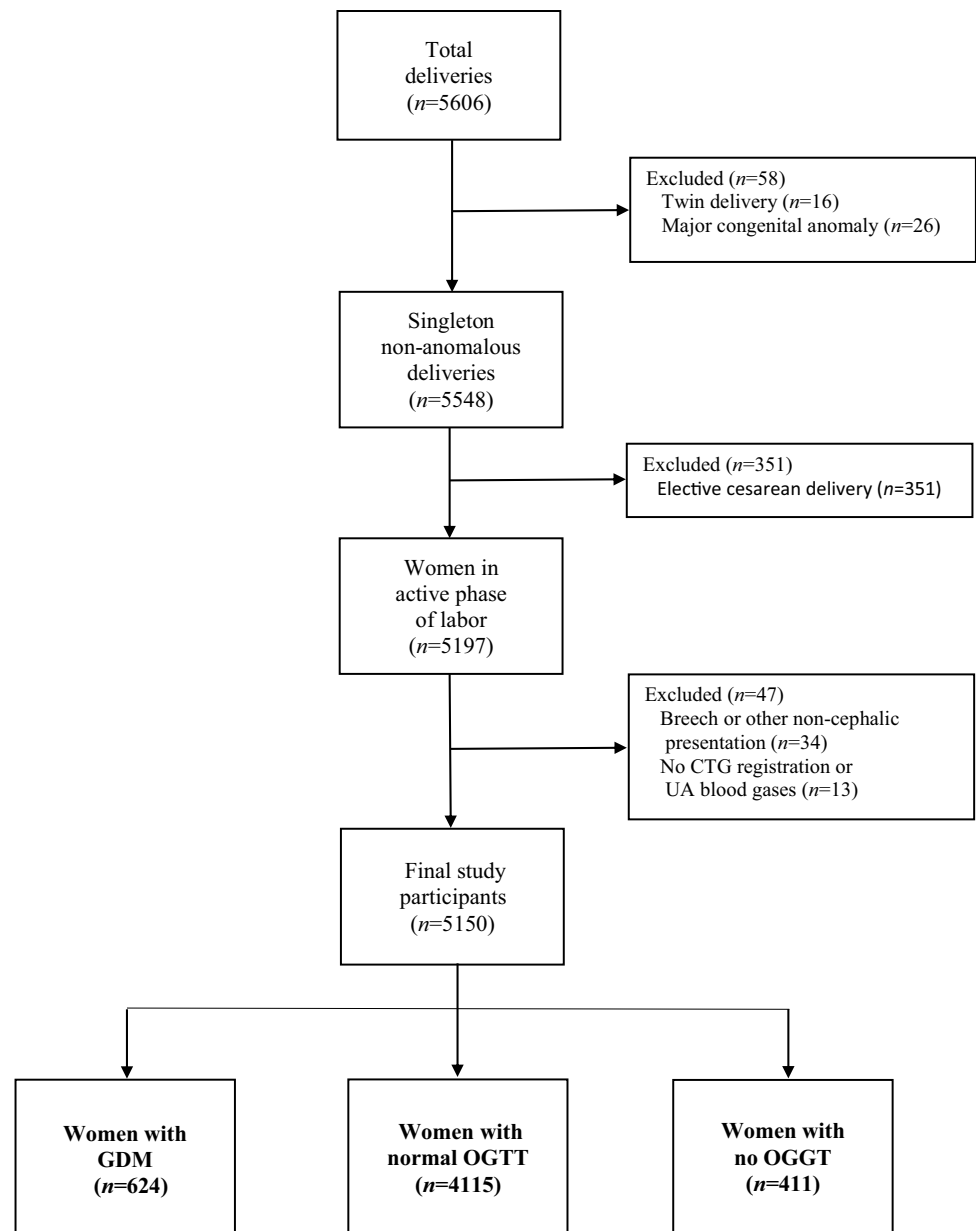 Total
deliveries
(n=5606)
Excluded (n=58)
Twin delivery (n=16)
Major congenital anomaly (n=26)
Singleton
non-anomalous
deliveries
(n=5548)
Excluded (n=351)
Elective cesarean delivery (n=351)
Women in
active phase
of labor
(n=5197)
Excluded (n=47)
Breech or other non-cephalic
presentation (n=34)
No CTG registration or
UA blood gases (n=13)
Final study
participants
(n=5150)
Women with
GDM
(n=624)
Women with
normal OGTT
(n=4115)
Women with
no OGGT
(n=411)